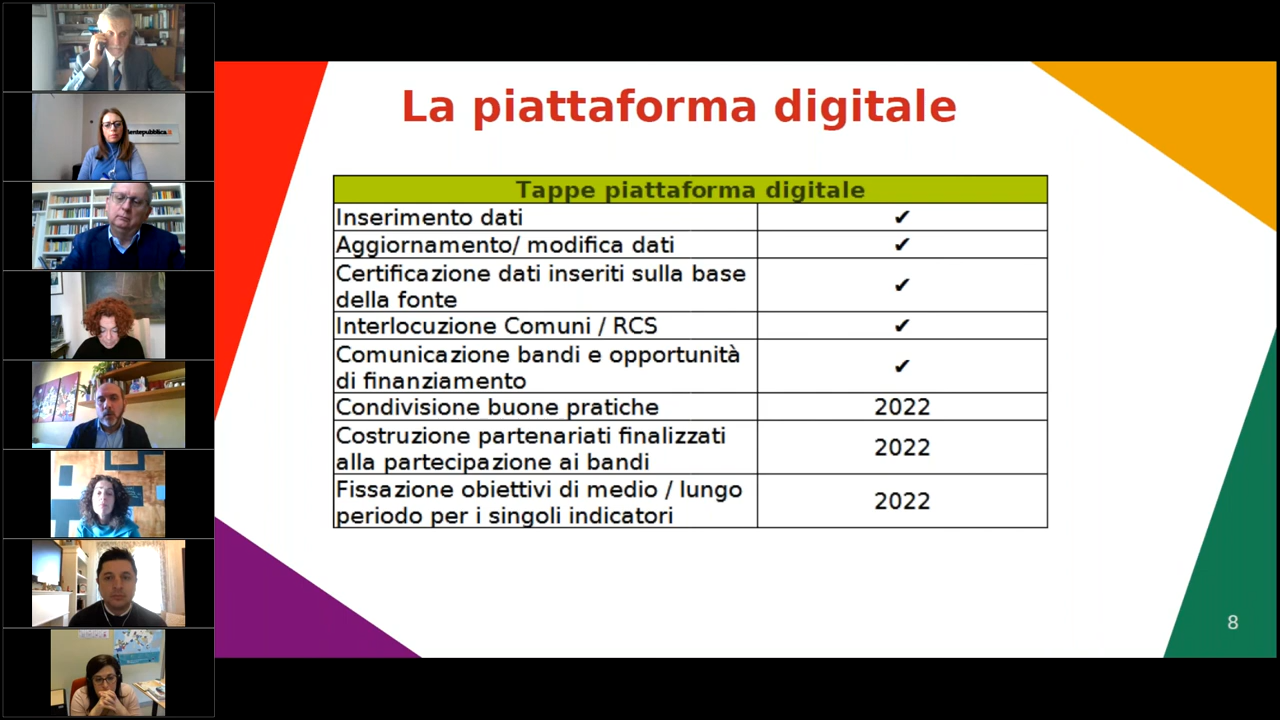 La piattaforma digitale
Tappe piattaforma digitale
Inserimento dati ✔
Aggiornamento/ modifica dati ✔
Certificazione dati inseriti sulla base
della fonte ✔
Interlocuzione Comuni / RCS ✔
Comunicazione bandi e opportunità
di finanziamento ✔
Condivisione buone pratiche 2022
Costruzione partenariati finalizzati
alla partecipazione ai bandi 2022
Fissazione obiettivi di medio / lungo
periodo per i singoli indicatori 2022
8
lentepubblica.it